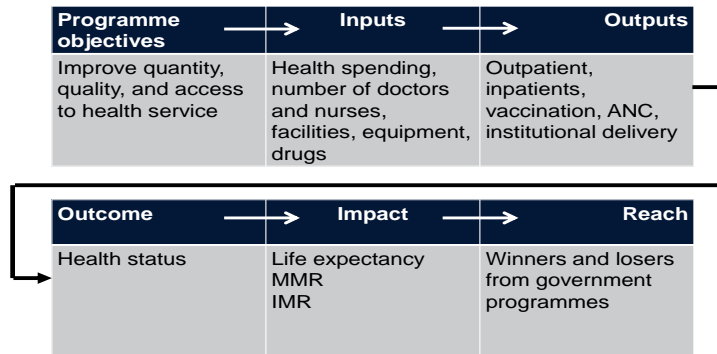 Programme objectives
Inputs
Outputs
Improve quantity,
quality, and access
to health service
Health spending,
number of doctors
and nurses,
facilities, equipment,
drugs
Outpatient,
inpatients,
vaccination, ANC,
institutional delivery
Outcome
Impact
Reach
Health status
Life expectancy
MMR
IMR
Winners and losers
from government
programmes